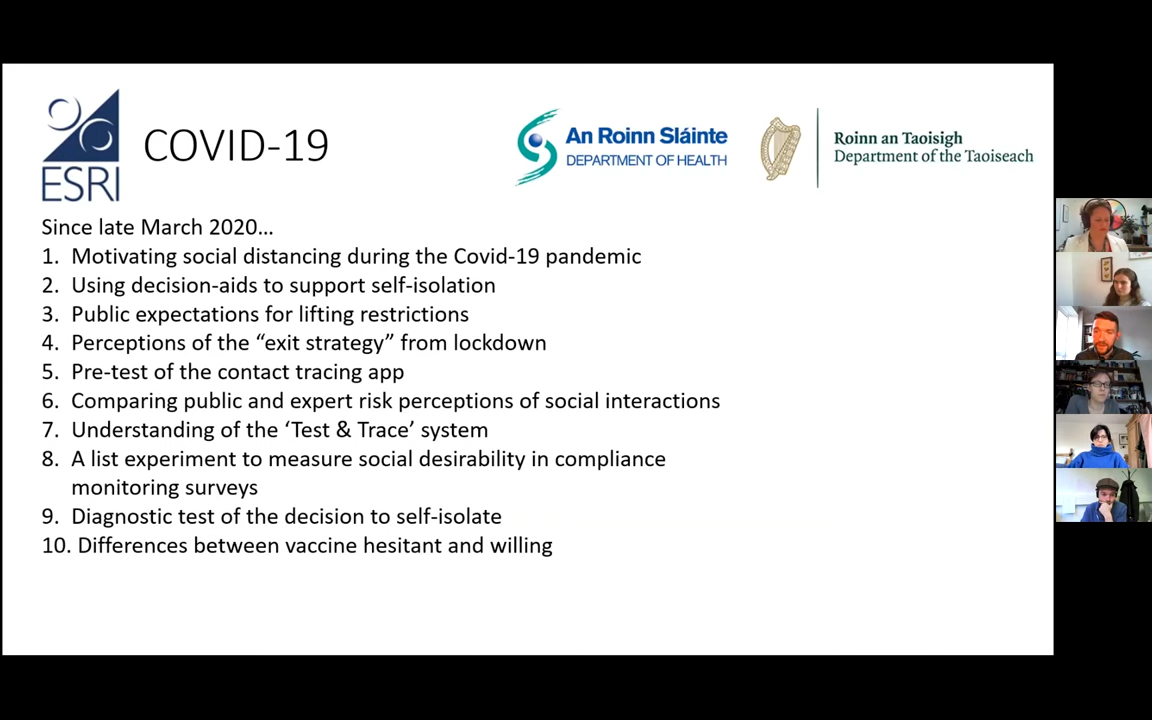 ESRI
COVID-19
An Roinn Sláinte
DEPARTMENT OF HEALTH
Roinn an Taoisigh
Department of the Taoiseach
Since late March 2020…
1. Motivating social distancing during the Covid-19 pandemic
2. Using decision-aids to support self-isolation
3. Public expectations for lifting restrictions
4. Perceptions of the “exit strategy” from lockdown
5. Pre-test of the contact tracing app
6. Comparing public and expert risk perceptions of social interactions
7. Understanding of the ‘Test & Trace’ system
8. A list experiment to measure social desirability in compliance
monitoring surveys
9. Diagnostic test of the decision to self-isolate
10. Differences between vaccine hesitant and willing